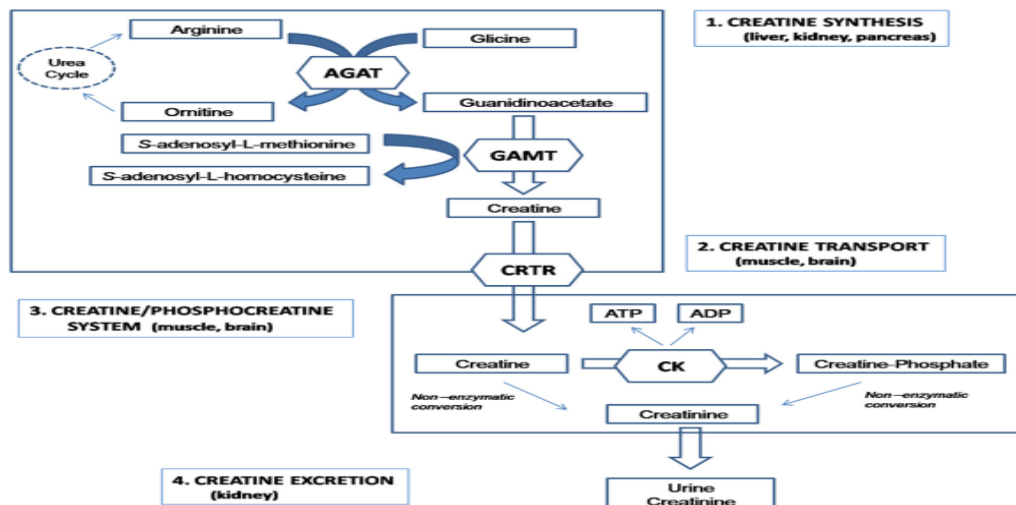 Arginine
Glicine
1. CREATINE SYNTHESIS
(liver, kidney, pancreas)
Urea
Cycle
AGAT
Ornitine
Guanidinoacetate
S-adenosyl-L-methionine
GAMT
S-adenosyl-L-homocysteine
Creatine
2. CREATINE TRANSPORT
(muscle, brain)
CRTR
3. CREATINE/PHOSPHOCREATINE
SYSTEM (muscle, brain)
ATP
ADP
Creatine
CK
Creatine-Phosphate
Non-enzymatic
conversion
Non-enzymatic
conversion
Creatinine
4. CREATINE EXCRETION
(kidney)
Urine
Creatinine